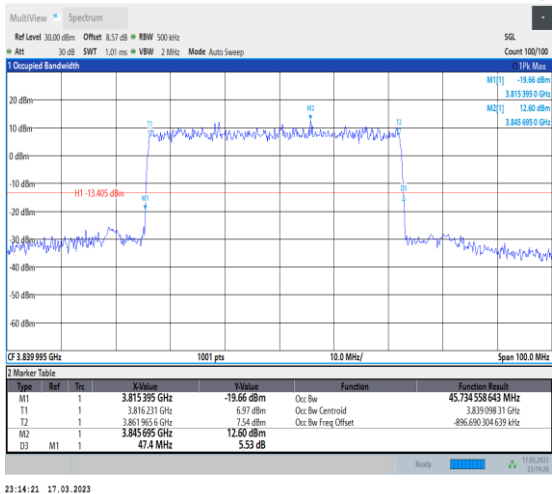 MultiView Spectrum
Ref Level 30.00 dBm Offset 8.57 dB RBW 500 kHz SGL
Att 30 dB SWT 1.01 ms VBW 2 MHz Mode Auto Sweep Count 100/100
1 Occupied Bandwidth 1Pk Max
M1[1] -19.66 dBm
3.815 395 0 GHz
M2[1] 12.60 dBm
3.845 695 0 GHz
20 dBm
M2
T1 T2
10 dBm
0 dBm
-10 dBm
H1 -13.405 dBm
D3
M1
-20 dBm
-30 dBm
-40 dBm
-50 dBm
-60 dBm
CF 3.839 995 GHz 1001 pts 10.0 MHz/ Span 100.0 MHz
2 Marker Table
Type Ref Trc X-Value Y-Value Function Function Result
M1 1 3.815 395 GHz -19.66 dBm Occ Bw 45.734 558 643 MHz
T1 1 3.816 231 GHz 6.97 dBm Occ Bw Centroid 3.839 098 31 GHz
T2 1 3.861 965 6 GHz 7.54 dBm Occ Bw Freq Offset -896.690 304 639 kHz
M2 1 3.845 695 GHz 12.60 dBm
D3 M1 1 47.4 MHz 5.53 dB
Ready 17.03.2023
23:14:20
23:14:21 17.03.2023